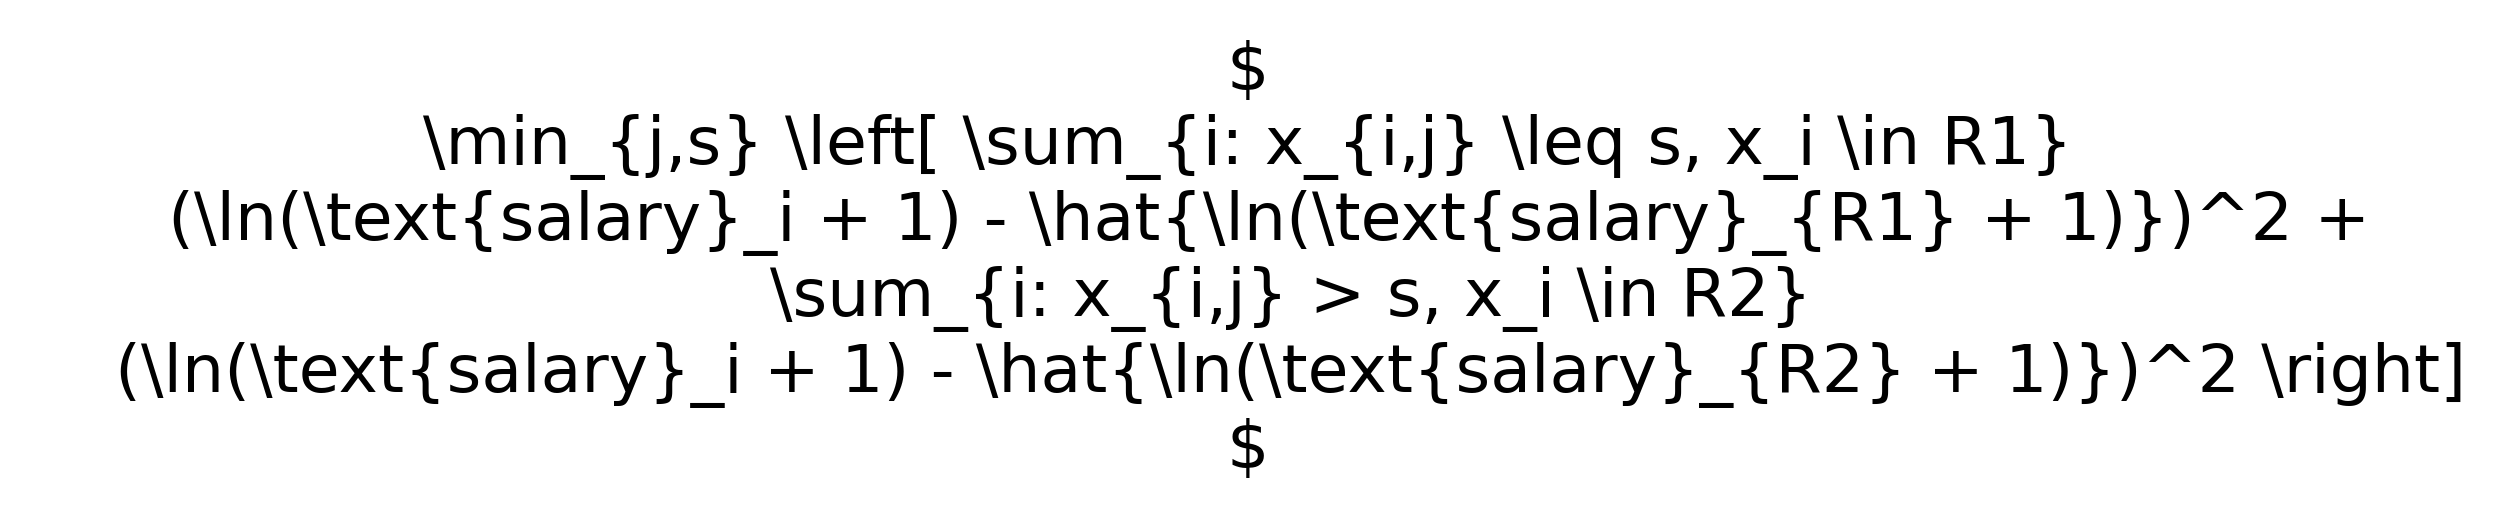 $
\min_{j,s} \left[ \sum_{i: x_{i,j} \leq s, x_i \in R1}
(\ln(\text{salary}_i + 1) - \hat{\ln(\text{salary}_{R1} + 1)})^2 +
\sum_{i: x_{i,j} > s, x_i \in R2}
(\ln(\text{salary}_i + 1) - \hat{\ln(\text{salary}_{R2} + 1)})^2 \right]
$